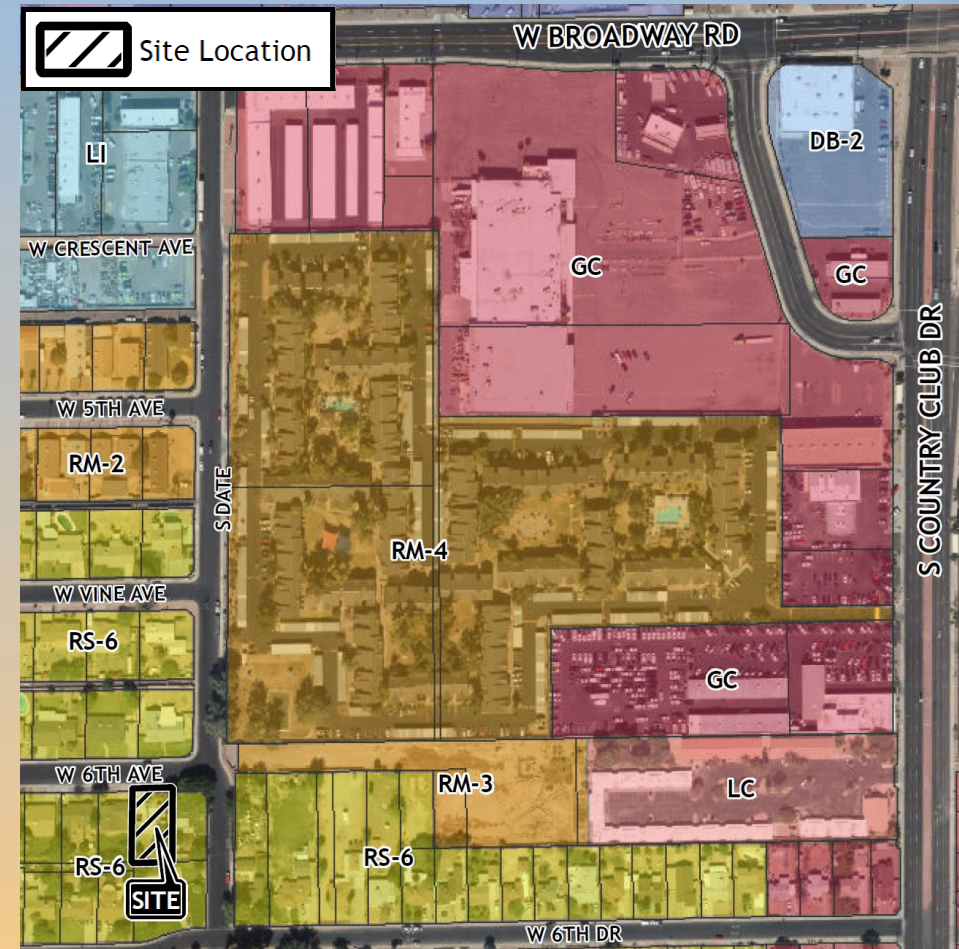 Site Location
W BROADWAY RD
LI
DB-2
W CRESCENT AVE
GC
GC
S COUNTRY CLUB DR
W 5TH AVE
RM-2
S DATE
RM-4
W VINE AVE
RS-6
GC
W 6TH AVE
RM-3
LC
RS-6
RS-6
SITE
W 6TH DR